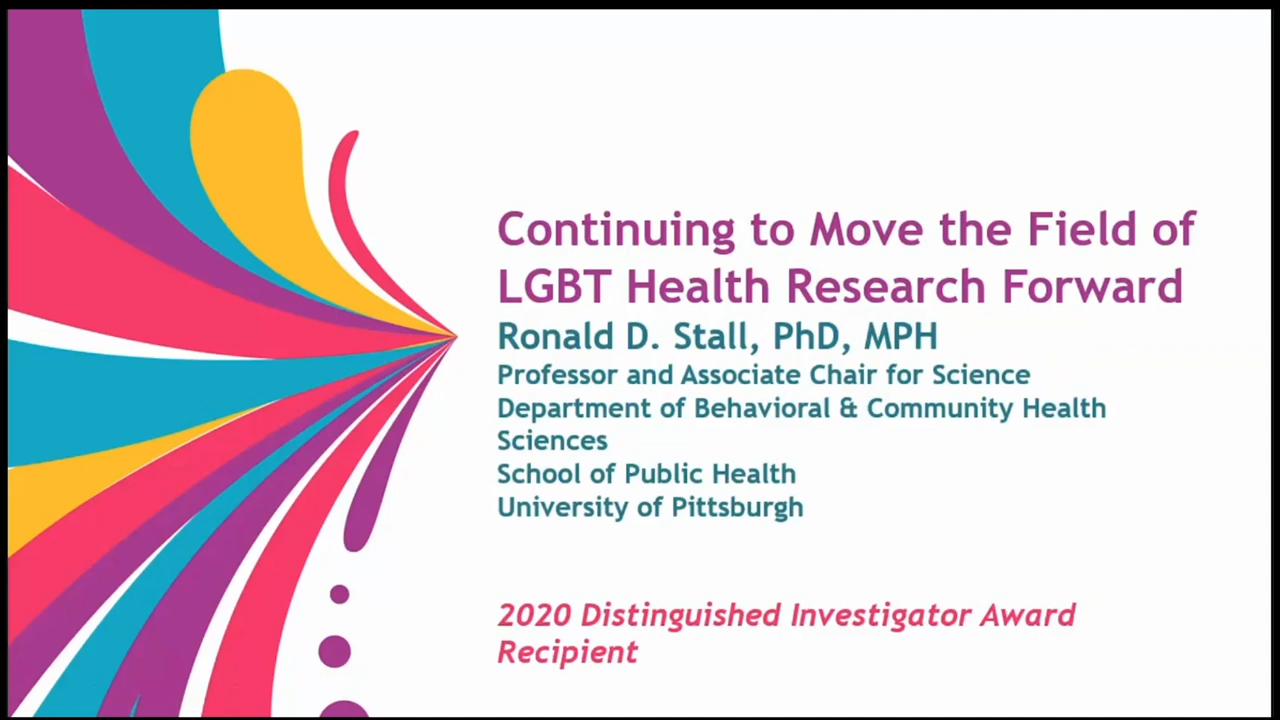 Continuing to Move the Field of
LGBT Health Research Forward
Ronald D. Stall, PhD, MPH
Professor and Associate Chair for Science
Department of Behavioral & Community Health
Sciences
School of Public Health
University of Pittsburgh
2020 Distinguished Investigator Award
Recipient